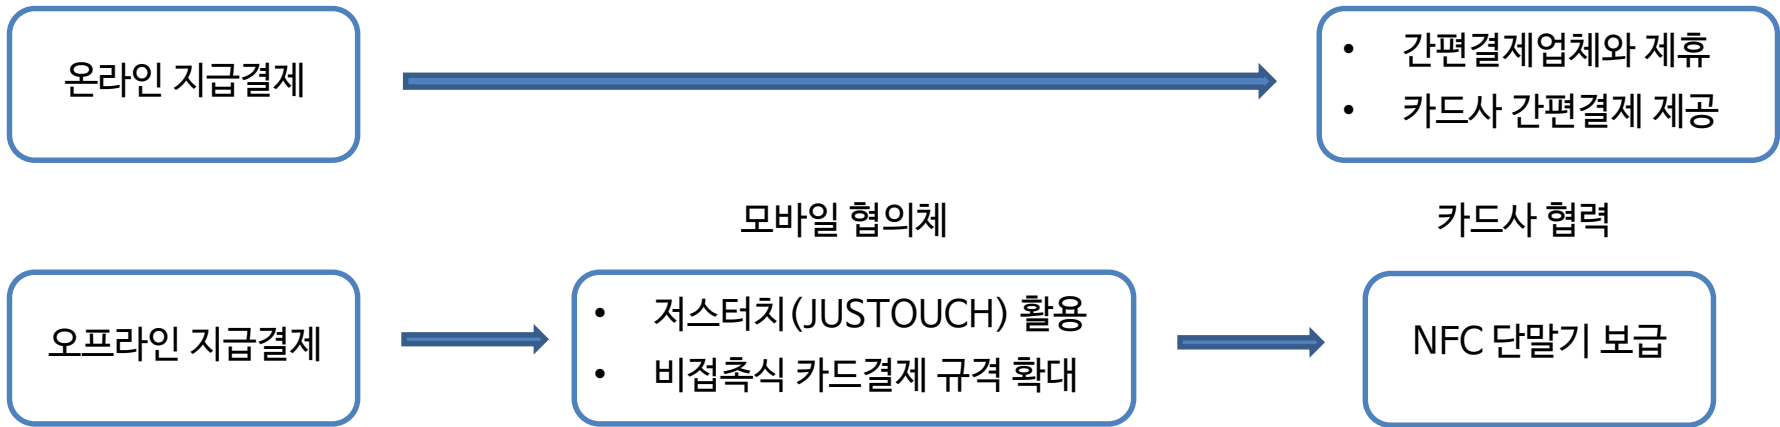 온라인 지급결제
• 간편결제업체와 제휴
• 카드사 간편결제 제공
모바일 협의체
카드사 협력
오프라인 지급결제
• 저스터치(JUSTOUCH) 활용
• 비접촉식 카드결제 규격 확대
NFC 단말기 보급